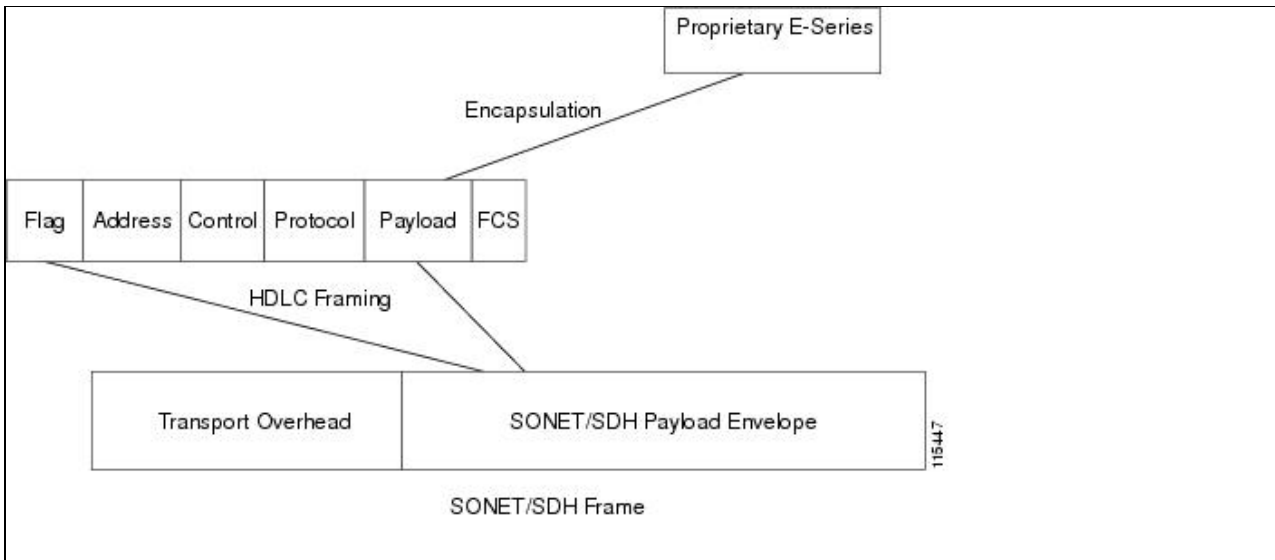 Proprietary E-Series
Encapsulation
Flag Address Control Protocol Payload FCS
HDLC Framing
Transport Overhead SONET/SDH Payload Envelope
115447
SONET/SDH Frame